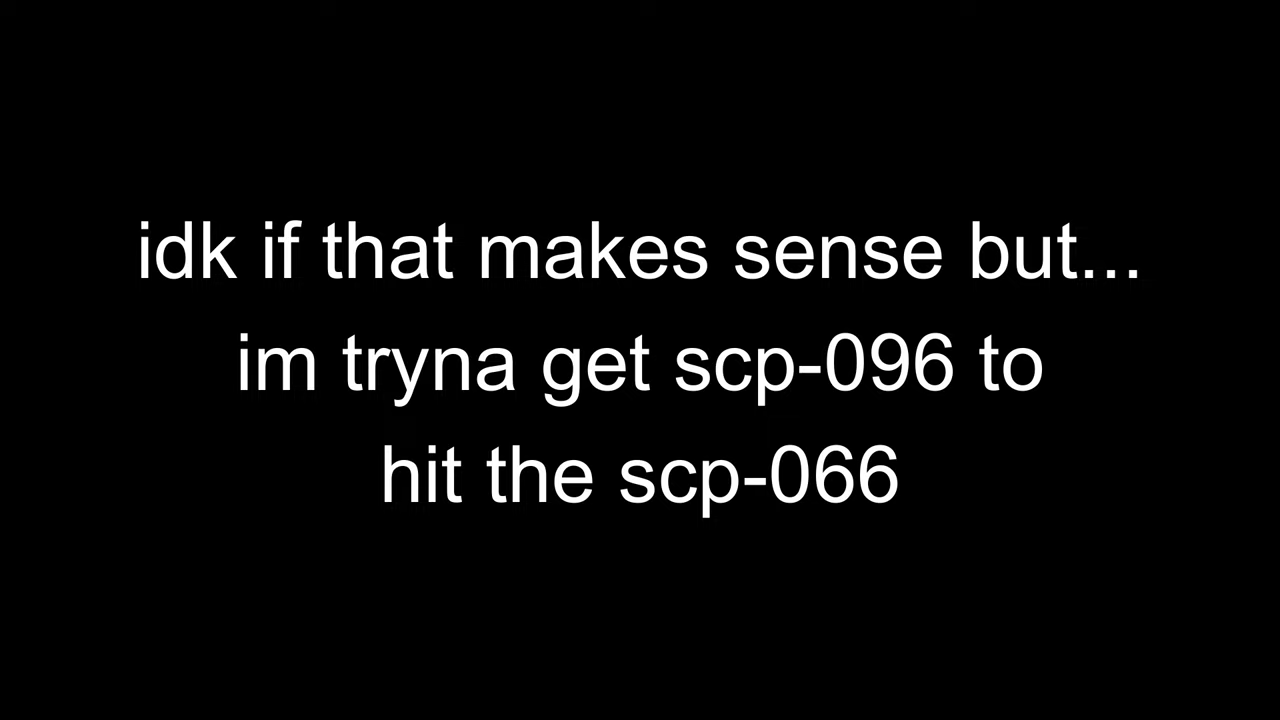 idk if that makes sense but...
im tryna get scp-096 to
hit the scp-066